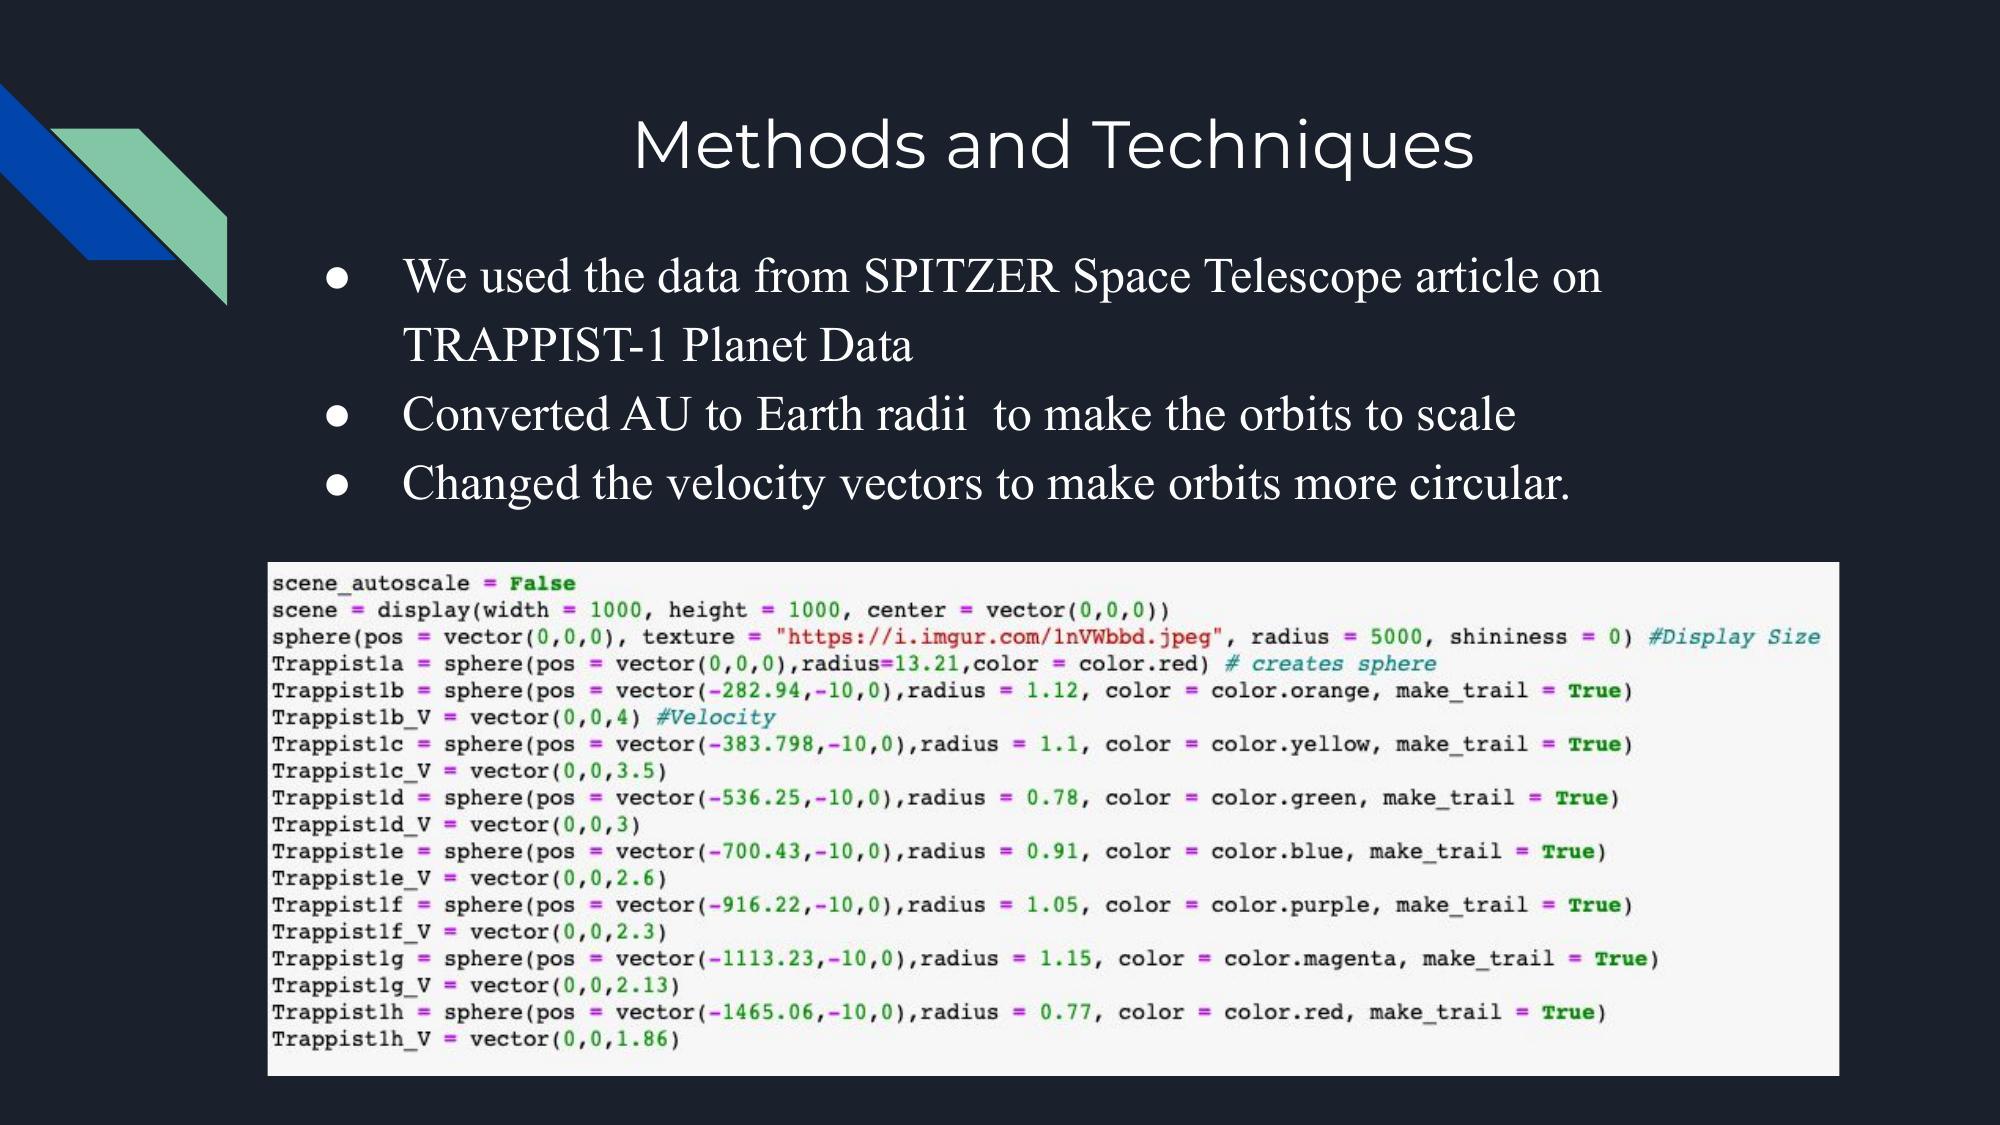 Methods and Techniques
● We used the data from SPITZER Space Telescope article on
TRAPPIST-1 Planet Data
● Converted AU to Earth radii  to make the orbits to scale
● Changed the velocity vectors to make orbits more circular.
scene_autoscale = False
scene = display(width = 1000, height = 1000, center = vector(0,0,0))
sphere(pos = vector(0,0,0), texture = "https://i.imgur.com/1nVWbbd.jpeg", radius = 5000, shininess = 0) #Display Size
Trappist1a = sphere(pos = vector(0,0,0),radius=13.21,color = color.red) # creates sphere
Trappist1b = sphere(pos = vector(-282.94,-10,0),radius = 1.12, color = color.orange, make_trail = True)
Trappist1b_V = vector(0,0,4) #Velocity
Trappist1c = sphere(pos = vector(-383.798,-10,0),radius = 1.1, color = color.yellow, make_trail = True)
Trappist1c_V = vector(0,0,3.5)
Trappist1d = sphere(pos = vector(-536.25,-10,0),radius = 0.78, color = color.green, make_trail = True)
Trappist1d_V = vector(0,0,3)
Trappist1e = sphere(pos = vector(-700.43,-10,0),radius = 0.91, color = color.blue, make_trail = True)
Trappist1e_V = vector(0,0,2.6)
Trappist1f = sphere(pos = vector(-916.22,-10,0),radius = 1.05, color = color.purple, make_trail = True)
Trappist1f_V = vector(0,0,2.3)
Trappist1g = sphere(pos = vector(-1113.23,-10,0),radius = 1.15, color = color.magenta, make_trail = True)
Trappist1g_V = vector(0,0,2.13)
Trappist1h = sphere(pos = vector(-1465.06,-10,0),radius = 0.77, color = color.red, make_trail = True)
Trappist1h_V = vector(0,0,1.86)